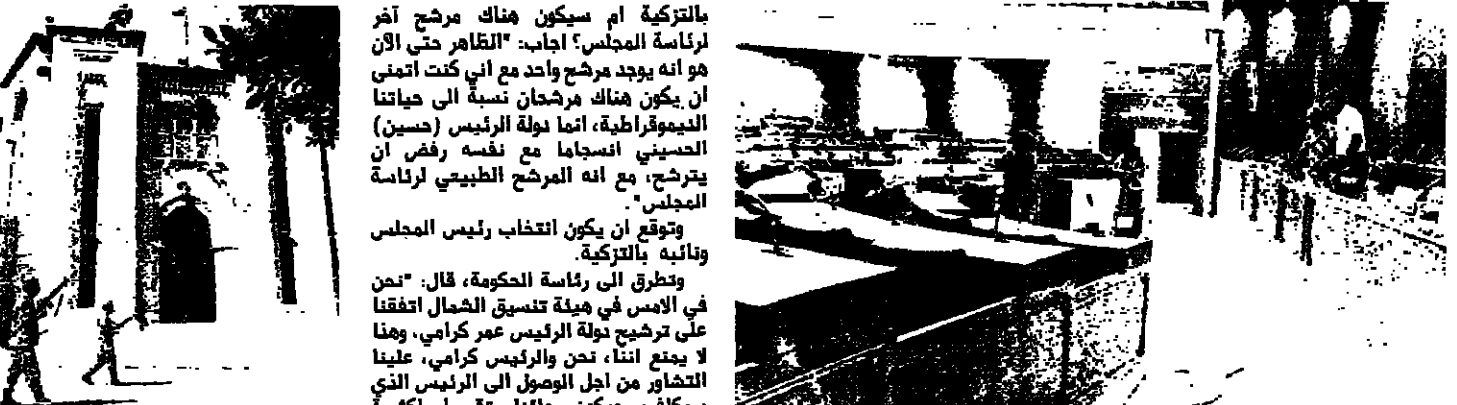 بالتزكية ام سيكون هناك مرشح آخر
لرئاسة المجلس؟ اجاب: "الظاهر حتى الآن
هو انه يوجد مرشح واحد مع اني كنت اتمنى
ان يكون هناك مرشحان نسبة الى حياتنا
الديموقراطية، انما دولة الرئيس (حسين)
الحسيني انسجاما مع نفسه رفض ان
يترشح، مع انه المرشح الطبيعي لرئاسة
المجلس".
وتوقع ان يكون انتخاب رئيس المجلس
ونائبه بالتزكية.
وتطرق الى رئاسة الحكومة، قال: "نحن
في الامس في هيئة تنسيق الشمال اتفقنا
على ترشيح دولة الرئيس عمر كرامي. وهذا
لا يمنع اننا، نحن والرئيس كرامي، علينا
التشاور من اجل الوصول الى الرئيس الذي